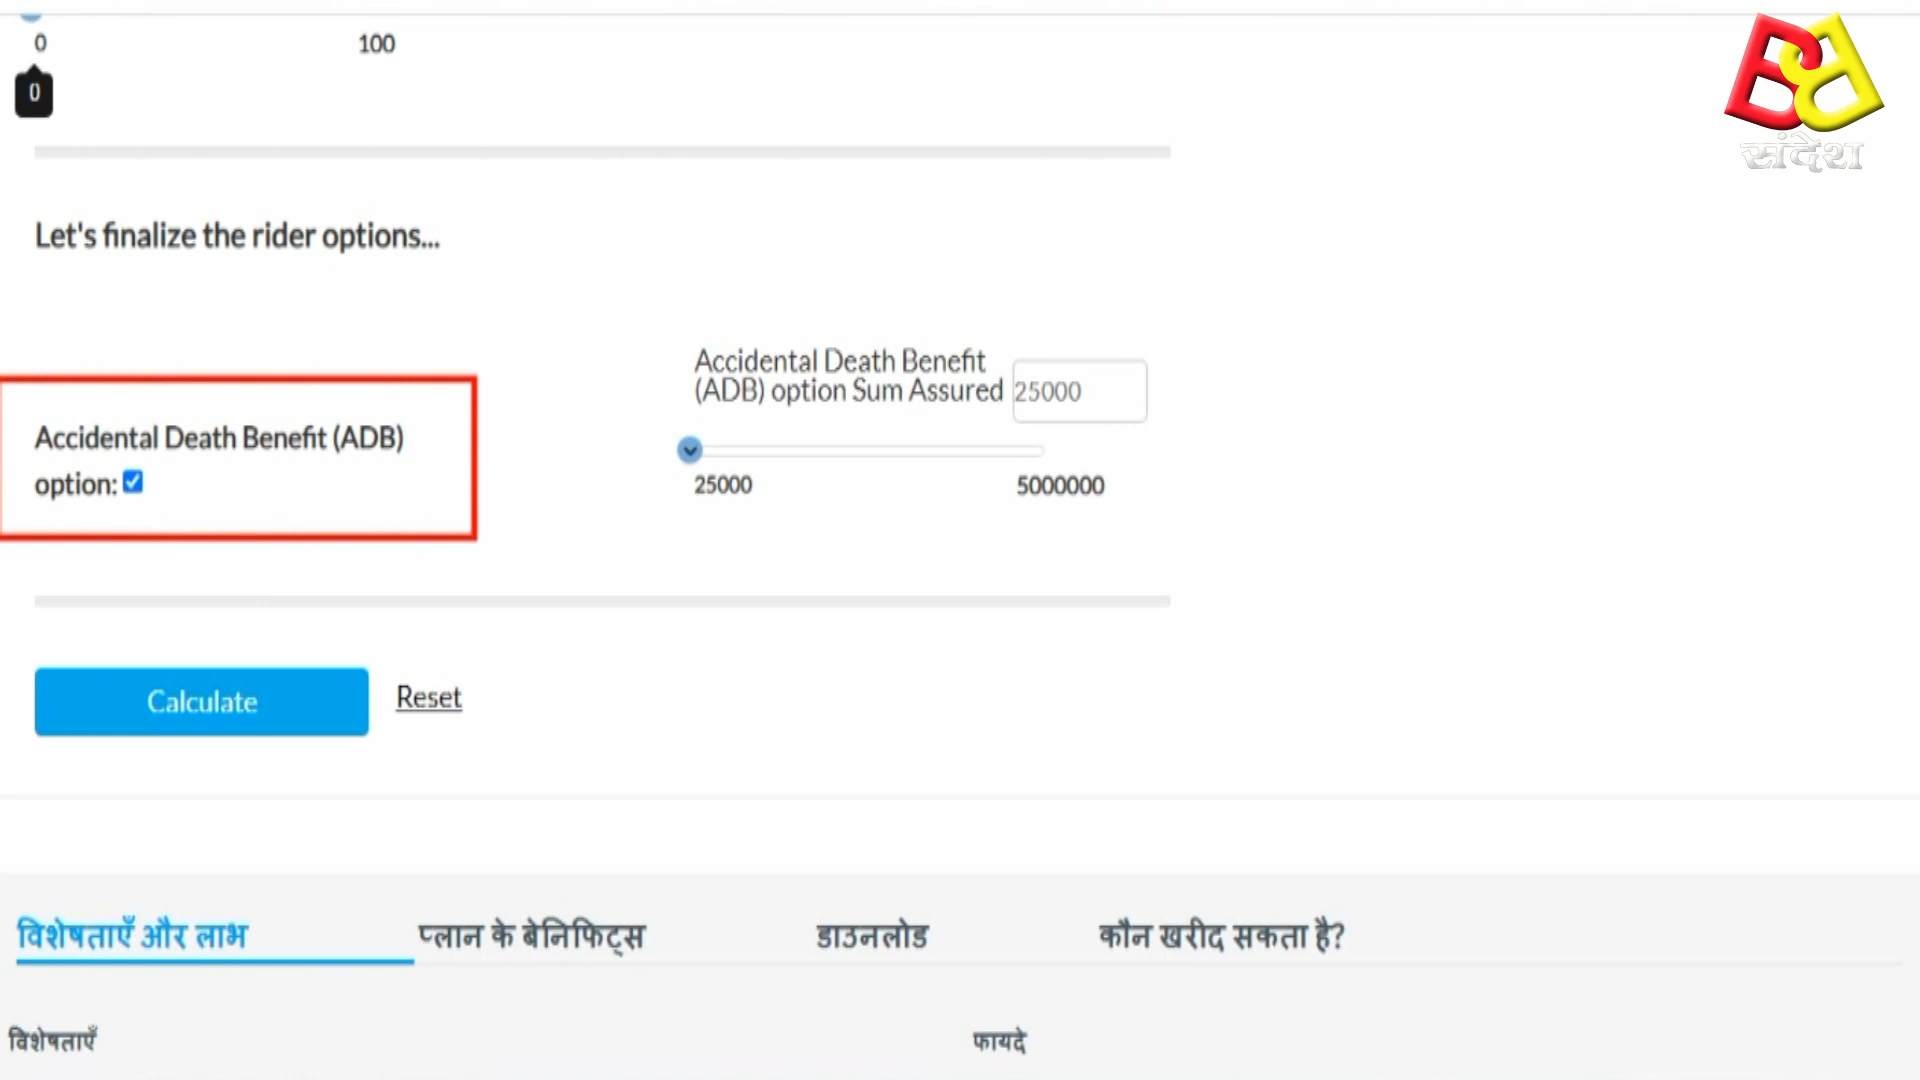 0
100
0
BB
संदेश
Let's finalize the rider options...
Accidental Death Benefit
(ADB) option Sum Assured
25000
Accidental Death Benefit (ADB)
option:
25000
5000000
Calculate
Reset
विशेषताएँ और लाभ
प्लान के बेनिफिट्स
डाउनलोड
कौन खरीद सकता है?
विशेषताएँ
फायदे